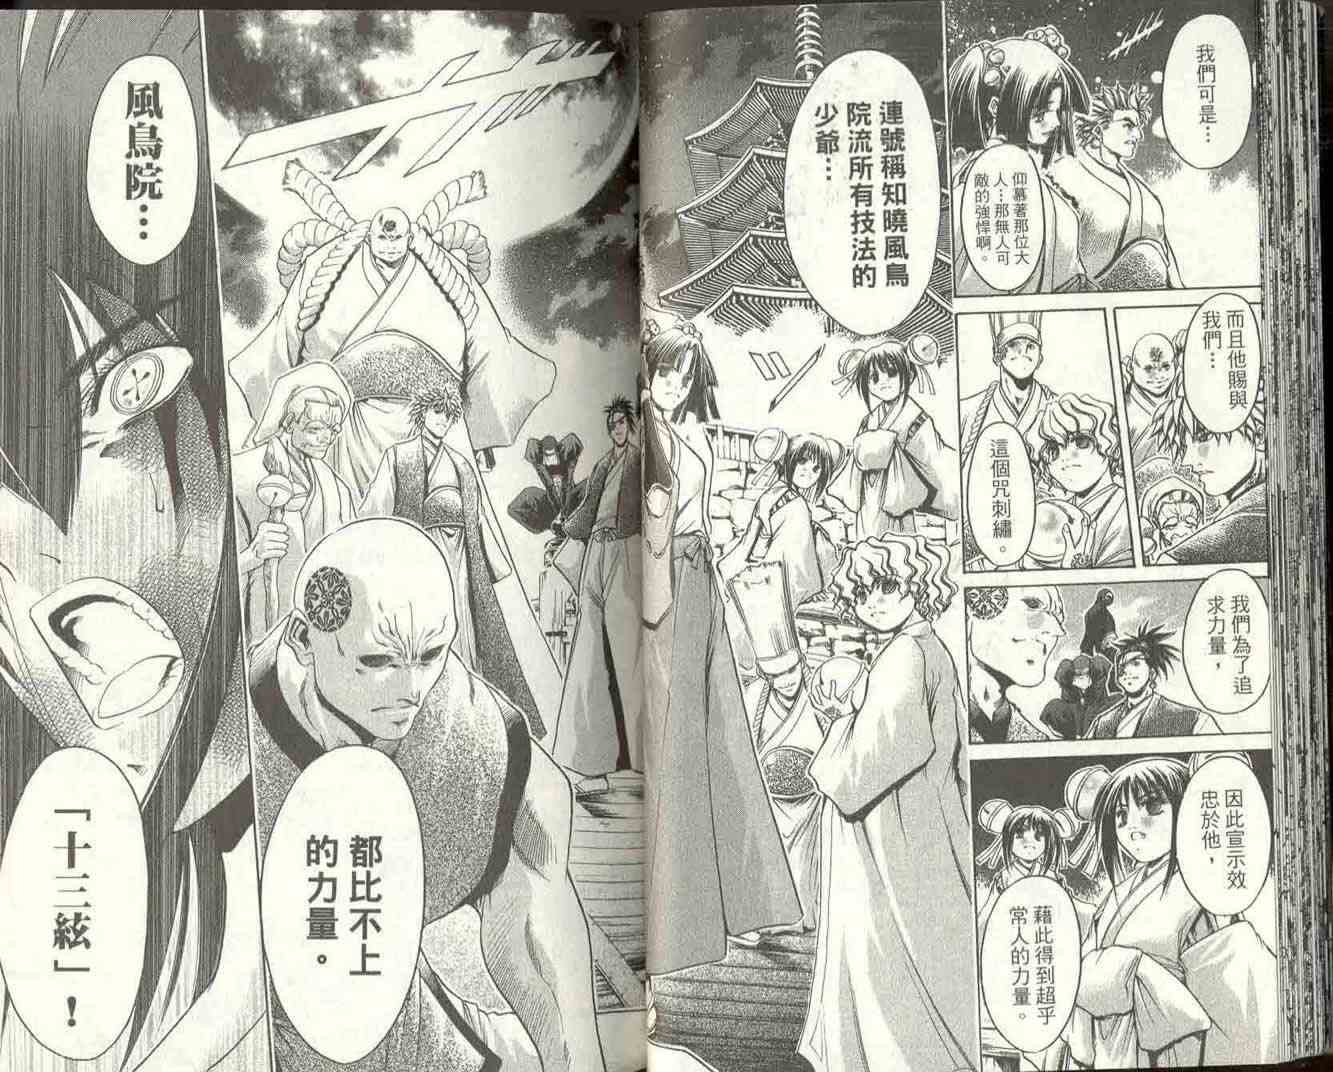 我們可是…
仰慕著那位大
人…那無人可
敵的強悍啊。
而且他賜與
我們…
這個咒刺繡。
我們為了追
求力量，
因此宣示效
忠於他，
藉此得到超乎
常人的力量。
連號稱知曉風鳥
院流所有技法的
少爺…
都比不上
的力量。
風鳥院…
「十三絃」！